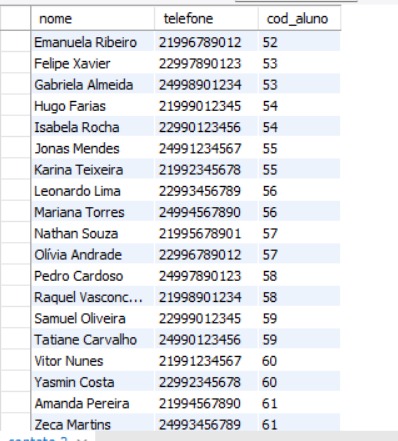 nome telefone cod_aluno
Emanuela Ribeiro 21996789012 52
Felipe Xavier 22997890123 53
Gabriela Almeida 24998901234 53
Hugo Farias 21999012345 54
Isabela Rocha 22990123456 54
Jonas Mendes 24991234567 55
Karina Teixeira 21992345678 55
Leonardo Lima 22993456789 56
Mariana Torres 24994567890 56
Nathan Souza 21995678901 57
Olívia Andrade 22996789012 57
Pedro Cardoso 24997890123 58
Raquel Vasconc... 21998901234 58
Samuel Oliveira 22999012345 59
Tatiane Carvalho 24990123456 59
Vitor Nunes 21991234567 60
Yasmin Costa 22992345678 60
Amanda Pereira 21994567890 61
Zeca Martins 24993456789 61